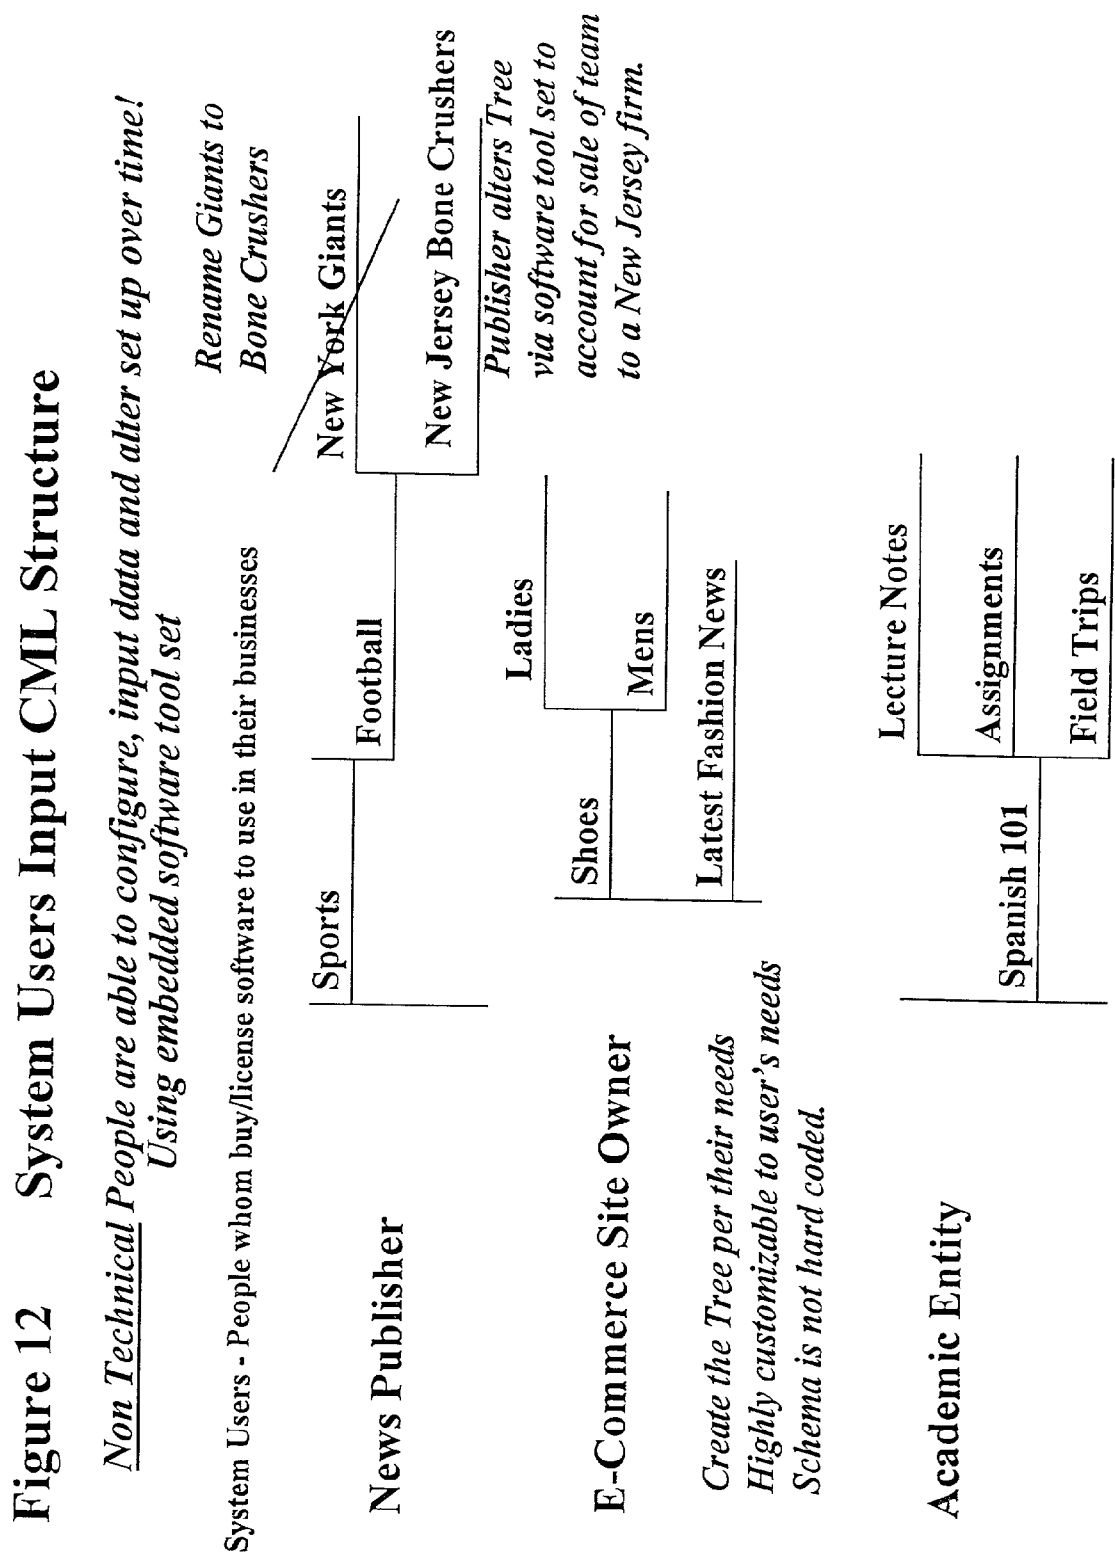 Figure 12 System Users Input CML Structure
Non Technical People are able to configure, input data and alter set up over time!
Using embedded software tool set
System Users - People whom buy/license software to use in their businesses
Rename Giants to
Bone Crushers
News Publisher
Sports
Football
New York Giants
New Jersey Bone Crushers
Publisher alters Tree
via software tool set to
account for sale of team
to a New Jersey firm.
E-Commerce Site Owner
Shoes
Ladies
Mens
Latest Fashion News
Create the Tree per their needs
Highly customizable to user's needs
Schema is not hard coded.
Academic Entity
Spanish 101
Lecture Notes
Assignments
Field Trips